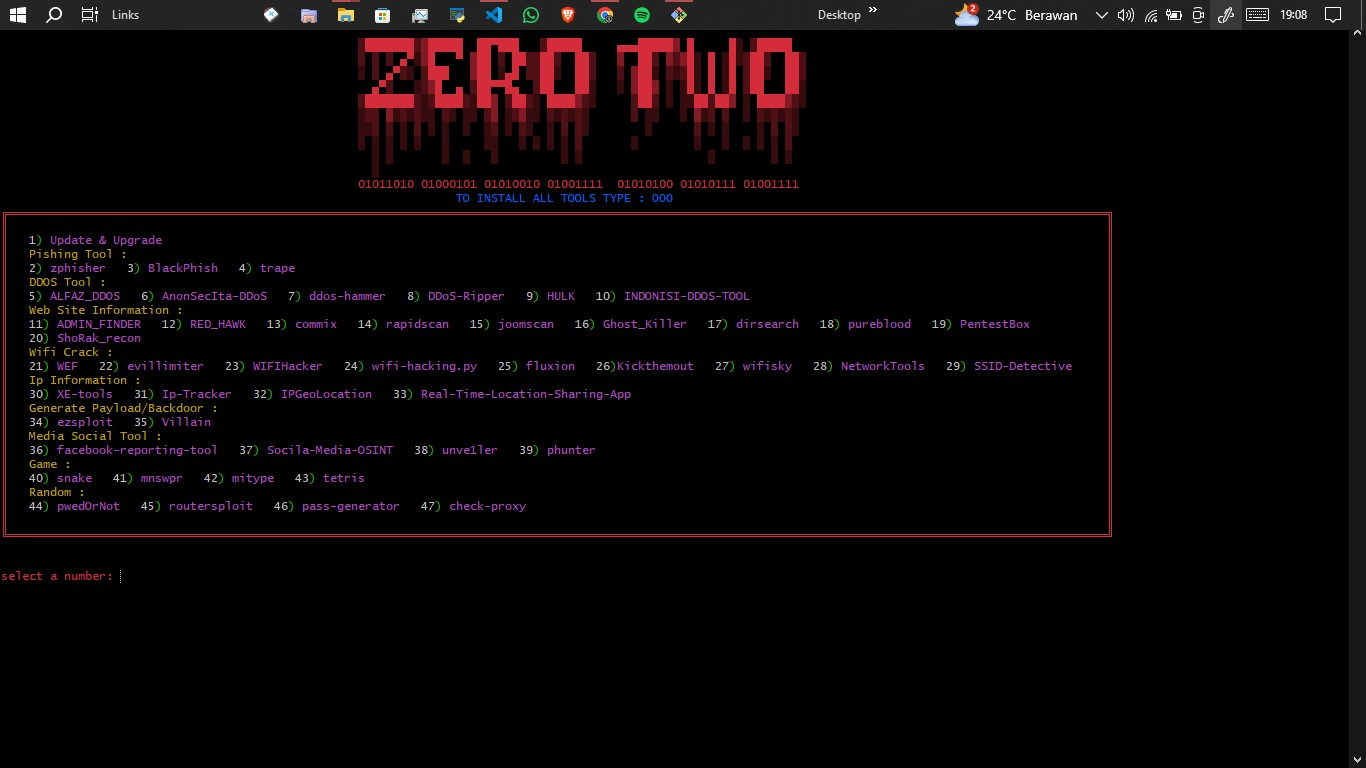 Links Desktop » 2 24°C Berawan 19:08
ZERO TWO
01011010 01000101 01010010 01001111 01010100 01010111 01001111
TO INSTALL ALL TOOLS TYPE : 000
1) Update & Upgrade
Pishing Tool :
2) zphisher 3) BlackPhish 4) trape
DDOS Tool :
5) ALFAZ_DDOS 6) AnonSecIta-DDoS 7) ddos-hammer 8) DDoS-Ripper 9) HULK 10) INDONISI-DDOS-TOOL
Web Site Information :
11) ADMIN_FINDER 12) RED_HAWK 13) commix 14) rapidscan 15) joomscan 16) Ghost_Killer 17) dirsearch 18) pureblood 19) PentestBox
20) ShoRak_recon
Wifi Crack :
21) WEF 22) evillimiter 23) WIFIHacker 24) wifi-hacking.py 25) fluxion 26)Kickthemout 27) wifisky 28) NetworkTools 29) SSID-Detective
Ip Information :
30) XE-tools 31) Ip-Tracker 32) IPGeoLocation 33) Real-Time-Location-Sharing-App
Generate Payload/Backdoor :
34) ezsploit 35) Villain
Media Social Tool :
36) facebook-reporting-tool 37) Socila-Media-OSINT 38) unve1ler 39) phunter
Game :
40) snake 41) mnswpr 42) mitype 43) tetris
Random :
44) pwedOrNot 45) routersploit 46) pass-generator 47) check-proxy
select a number: